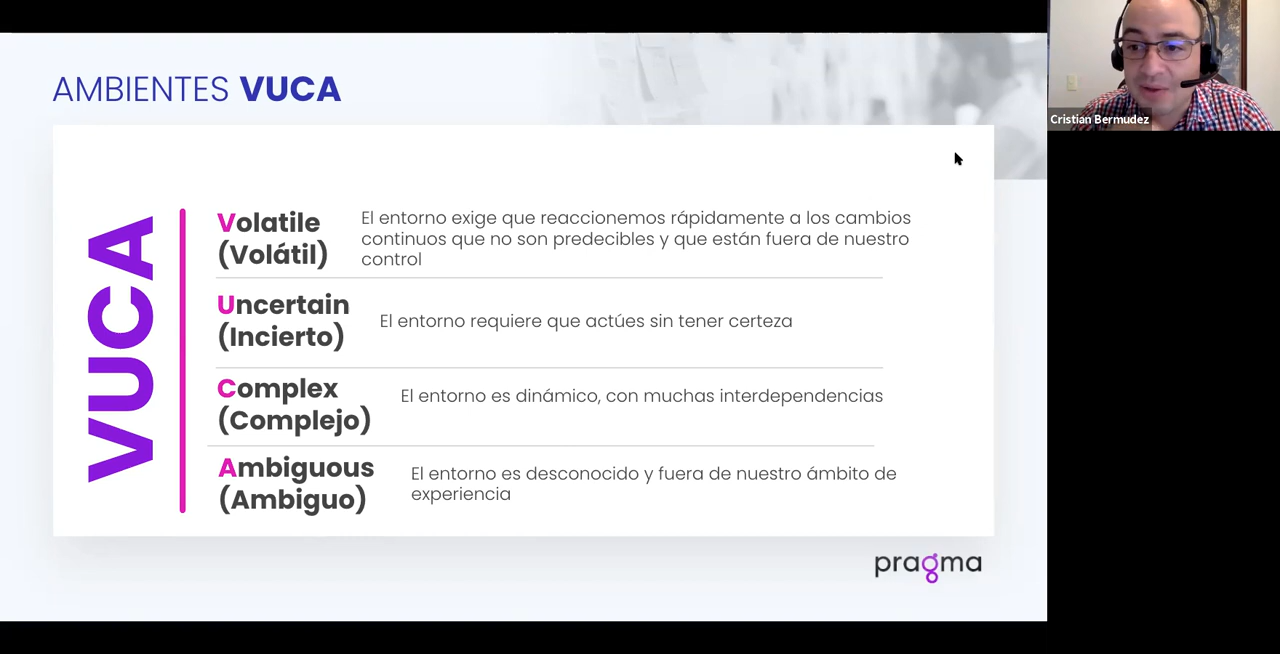 AMBIENTES VUCA
VUCA
Volatile
(Volátil)
El entorno exige que reaccionemos rápidamente a los cambios
continuos que no son predecibles y que están fuera de nuestro
control
Uncertain
(Incierto)
El entorno requiere que actúes sin tener certeza
Complex
(Complejo)
El entorno es dinámico, con muchas interdependencias
Ambiguous
(Ambiguo)
El entorno es desconocido y fuera de nuestro ámbito de
experiencia
pragma
Cristian Bermudez